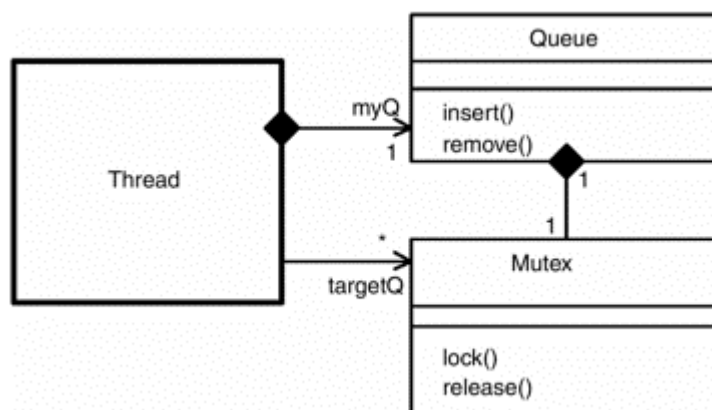 Queue
myQ
1
insert()
remove()
Thread
1
1
*
targetQ
Mutex
lock()
release()